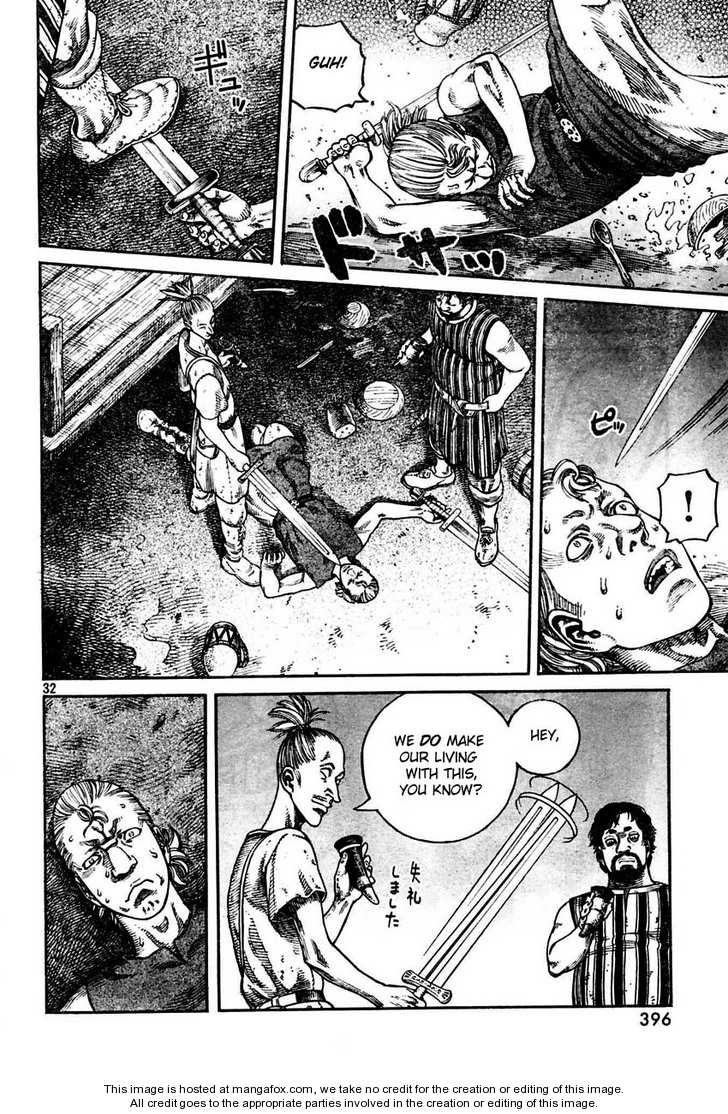 ギュッ
GUH!
ドサッ
ピッ
!
32
HEY,
WE DO MAKE
OUR LIVING
WITH THIS,
YOU KNOW?
失礼
しました
396
This image is hosted at mangafox.com, we take no credit for the creation or editing of this image.
All credit goes to the appropriate parties involved in the creation or editing of this image.